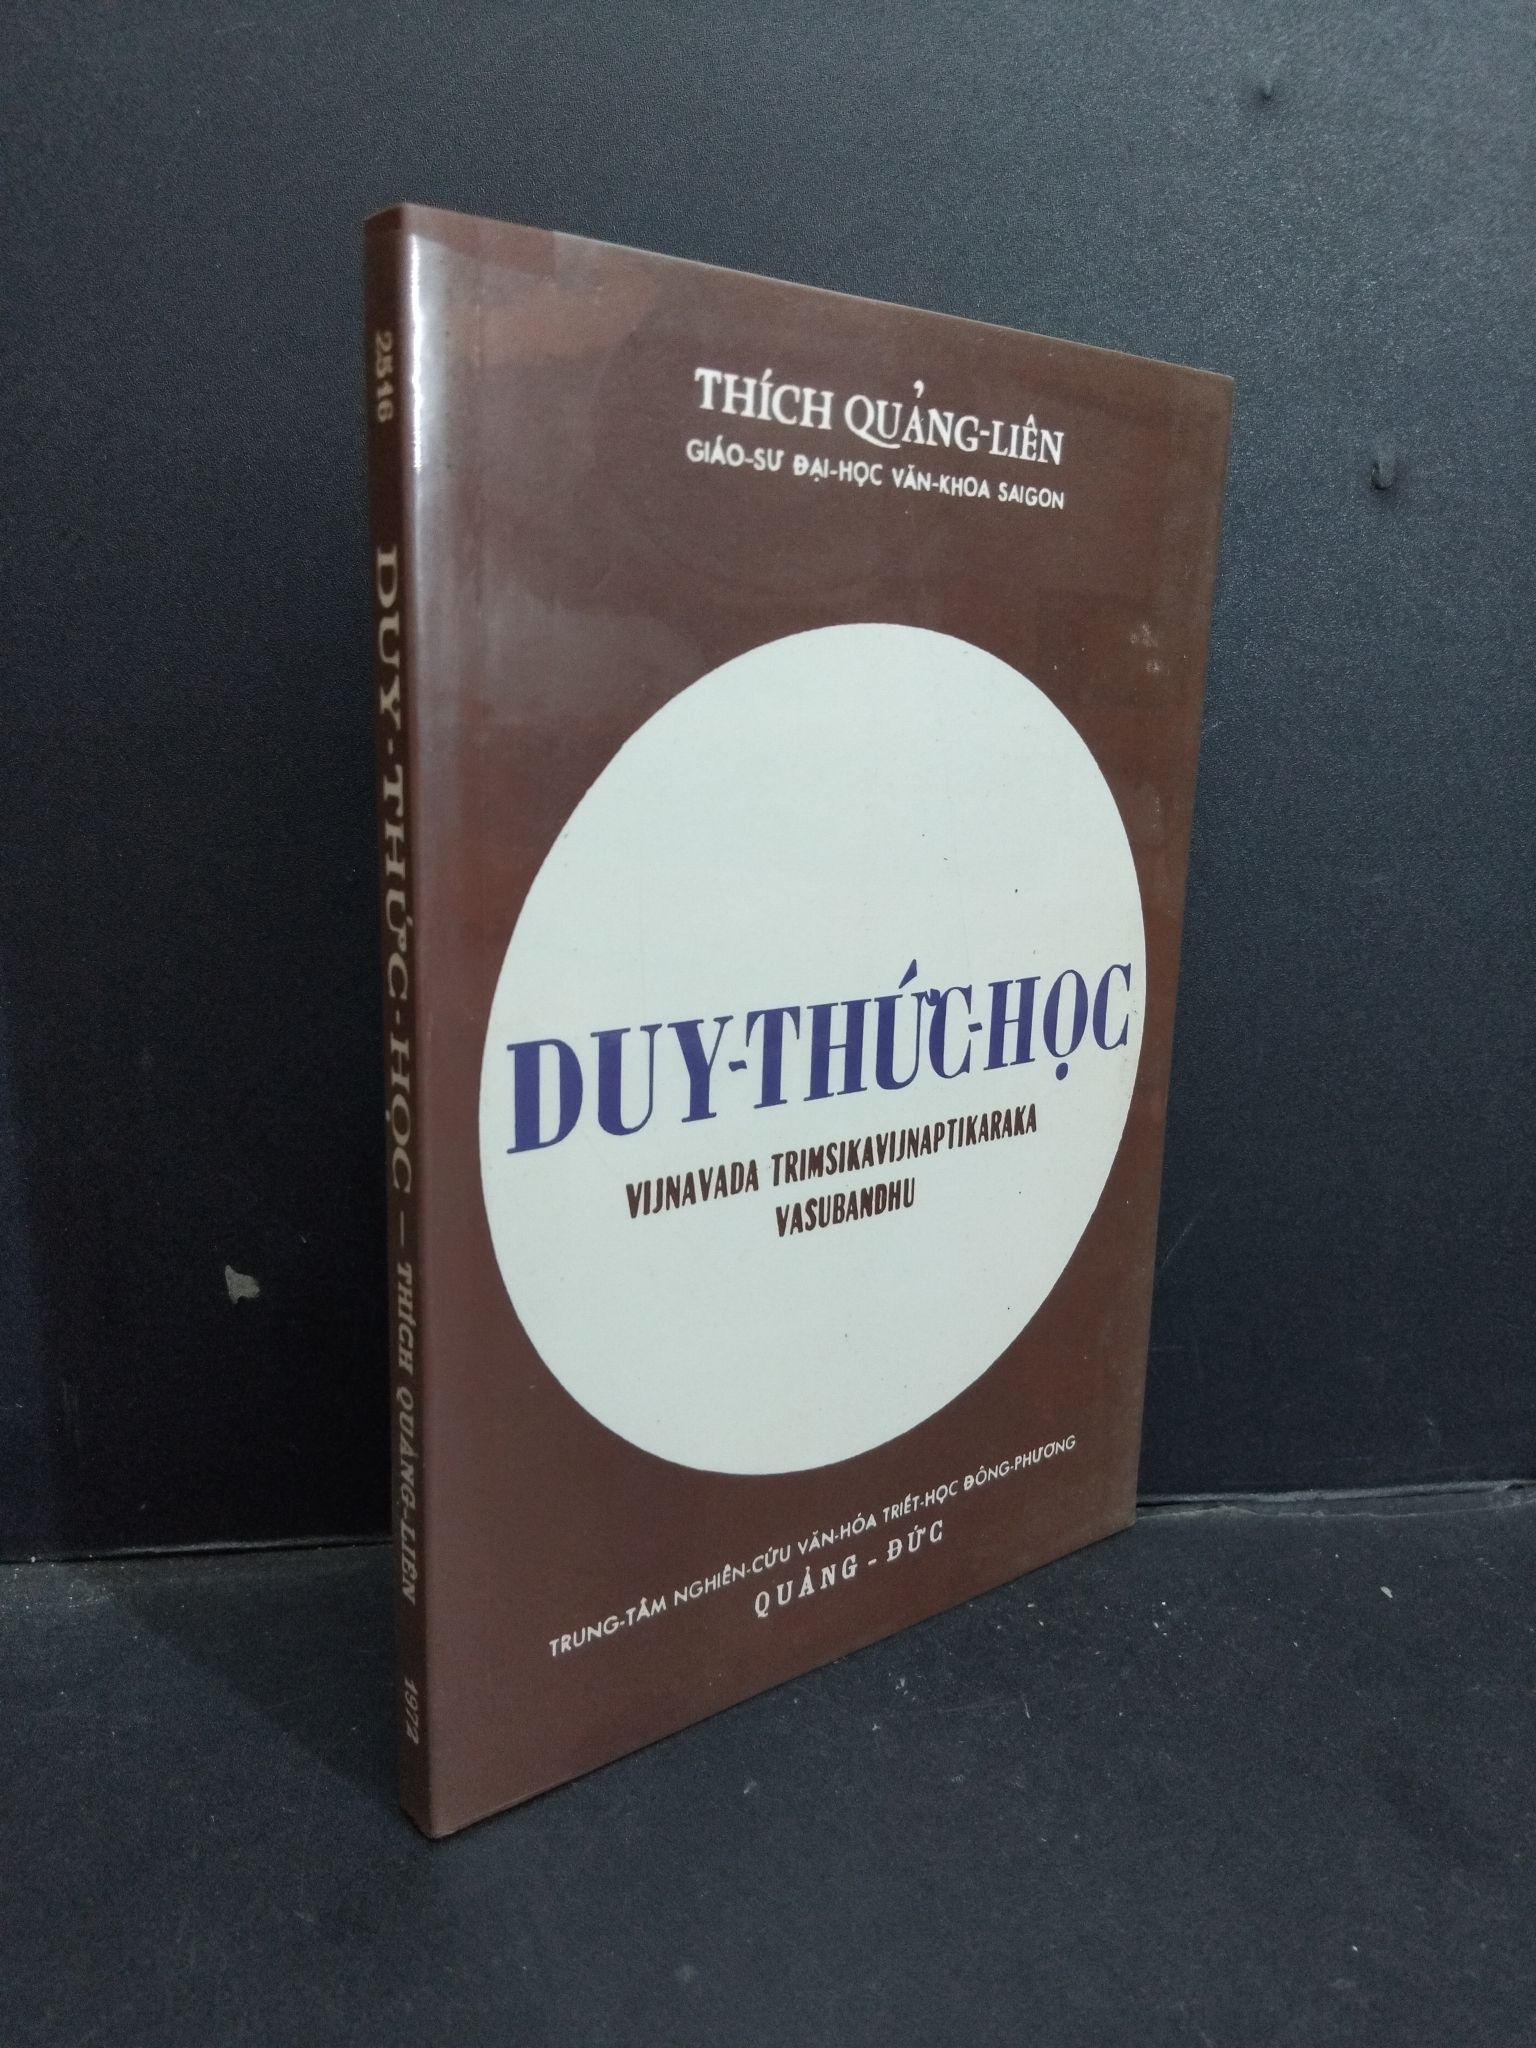 THÍCH QUẢNG-LIÊN
GIÁO-SƯ ĐẠI-HỌC VĂN-KHOA SAIGON
DUY-THỨC-HỌC
VIJNAVADA TRIMSIKAVIJNAPTIKARAKA
VASUBANDHU
TRUNG-TÂM NGHIÊN-CỨU VĂN-HÓA TRIẾT-HỌC ĐÔNG-PHƯƠNG
QUẢNG-ĐỨC
2516 DUY-THỨC-HỌC — THÍCH QUẢNG-LIÊN 1972